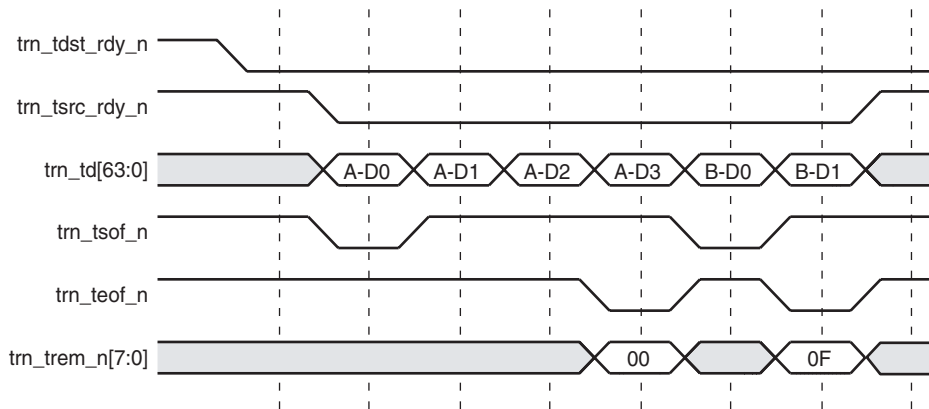 trn_tdst_rdy_n
trn_tsrc_rdy_n
trn_td[63:0] A-D0 A-D1 A-D2 A-D3 B-D0 B-D1
trn_tsof_n
trn_teof_n
trn_trem_n[7:0] 00 0F